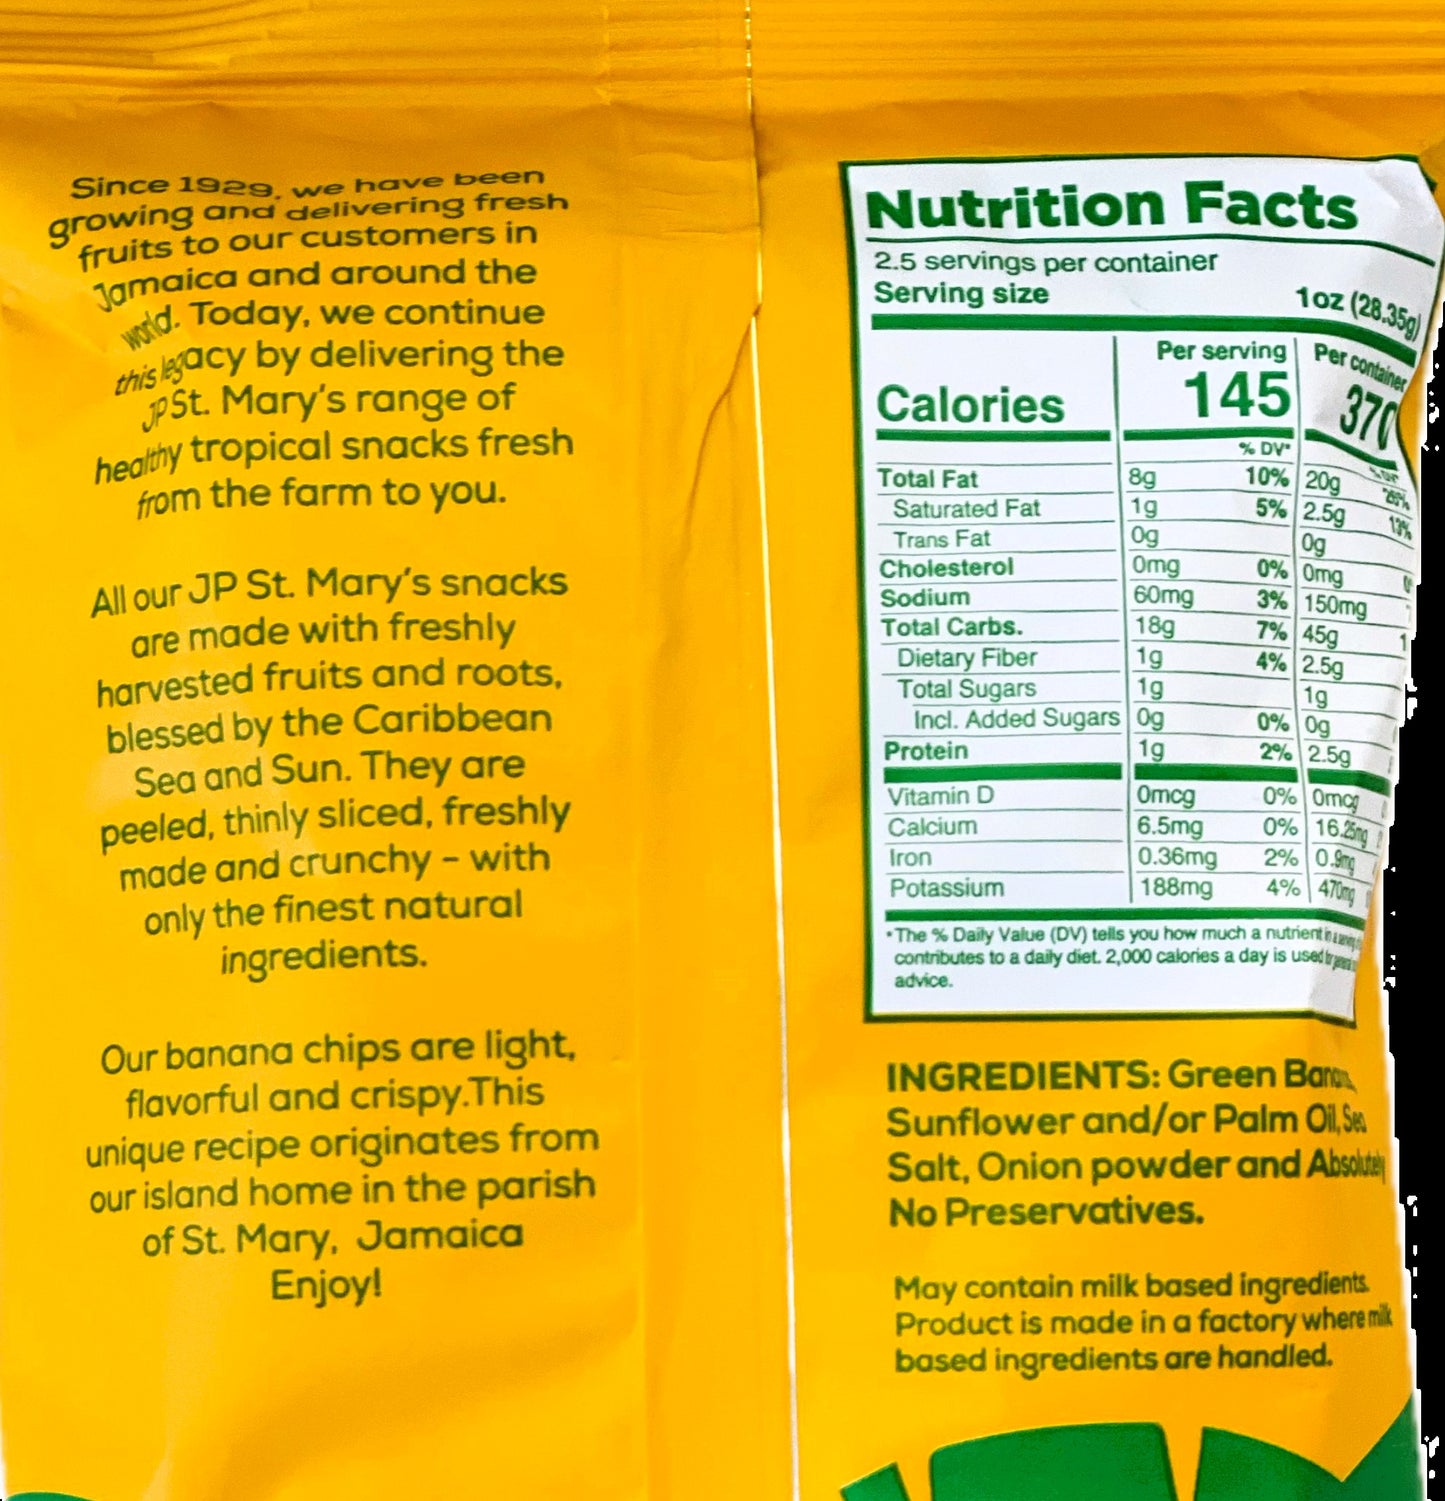 Since 1929, we have been
growing and delivering fresh
fruits to our customers in
Jamaica and around the
world. Today, we continue
this legacy by delivering the
JP St. Mary's range of
healthy tropical snacks fresh
from the farm to you.
All our JP St. Mary's snacks
are made with freshly
harvested fruits and roots,
blessed by the Caribbean
Sea and Sun. They are
peeled, thinly sliced, freshly
made and crunchy – with
only the finest natural
ingredients.
Our banana chips are light,
flavorful and crispy.This
unique recipe originates from
our island home in the parish
of St. Mary, Jamaica
Enjoy!
Nutrition Facts
2.5 servings per container
Serving size 1oz (28.35g)
Per serving Per container
Calories 145 370
% DV* % DV*
Total Fat 8g 10% 20g
Saturated Fat 1g 5% 2.5g 13%
Trans Fat 0g 0g
Cholesterol 0mg 0% 0mg
Sodium 60mg 3% 150mg
Total Carbs. 18g 7% 45g
Dietary Fiber 1g 4% 2.5g
Total Sugars 1g 1g
Incl. Added Sugars 0g 0% 0g
Protein 1g 2% 2.5g
Vitamin D 0mcg 0% 0mcg
Calcium 6.5mg 0% 16.25mg
Iron 0.36mg 2% 0.9mg
Potassium 188mg 4% 470mg
*The % Daily Value (DV) tells you how much a nutrient in a serving
contributes to a daily diet. 2,000 calories a day is used for
advice.
INGREDIENTS: Green Banana,
Sunflower and/or Palm Oil, Sea
Salt, Onion powder and Absolutely
No Preservatives.
May contain milk based ingredients.
Product is made in a factory where milk
based ingredients are handled.